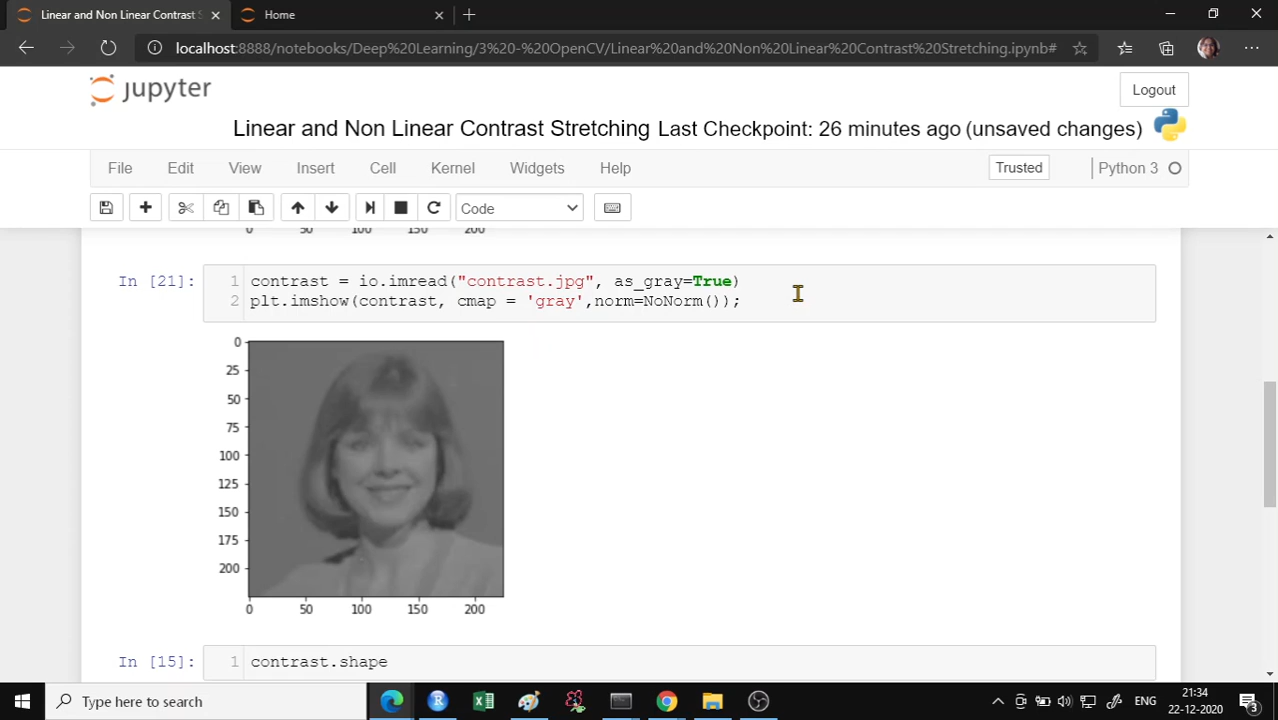 Linear and Non Linear Contrast S
Home
localhost:8888/notebooks/Deep%20Learning/3%20-%20OpenCV/Linear%20and%20Non%20Linear%20Contrast%20Stretching.ipynb#
jupyter
Logout
Linear and Non Linear Contrast Stretching Last Checkpoint: 26 minutes ago (unsaved changes)
File Edit View Insert Cell Kernel Widgets Help
Trusted
Python 3
Code
0 50 100 150 200
In [21]:
1 contrast = io.imread("contrast.jpg", as_gray=True)
2 plt.imshow(contrast, cmap = 'gray',norm=NoNorm());
0
25
50
75
100
125
150
175
200
0 50 100 150 200
In [15]:
1 contrast.shape
Type here to search
R
ENG
21:34
22-12-2020
3